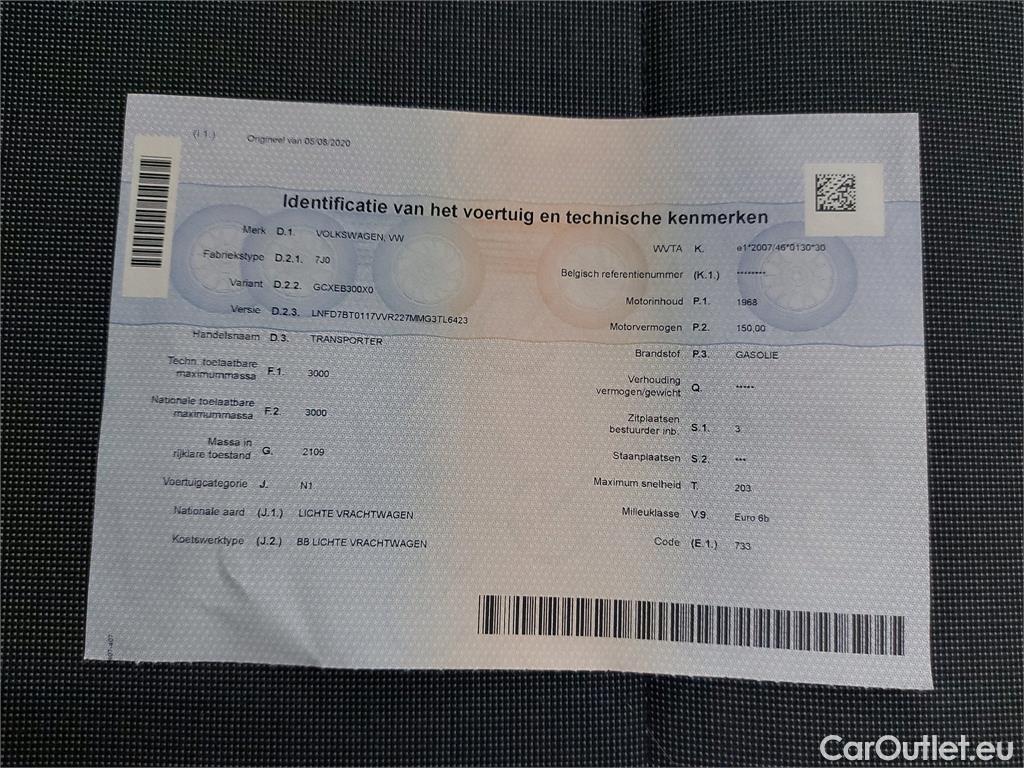 (I.1.) Origineel van 05/08/2020
Identificatie van het voertuig en technische kenmerken
Merk D.1. VOLKSWAGEN, VW
Fabriekstype D.2.1. 7J0
Variant D.2.2. GCXEB300X0
Versie D.2.3. LNFD7BT0117VVR227MMG3TL6423
Handelsnaam D.3. TRANSPORTER
Techn. toelaatbare
maximummassa F.1. 3000
Nationale toelaatbare
maximummassa F.2. 3000
Massa in
rijklare toestand G. 2109
Voertuigcategorie J. N1
Nationale aard (J.1.) LICHTE VRACHTWAGEN
Koetswerktype (J.2.) BB LICHTE VRACHTWAGEN
WVTA K. e1*2007/46*0130*30
Belgisch referentienummer (K.1.) ********
Motorinhoud P.1. 1968
Motorvermogen P.2. 150,00
Brandstof P.3. GASOLIE
Verhouding
vermogen/gewicht Q. *****
Zitplaatsen
bestuurder inb. S.1. 3
Staanplaatsen S.2. ***
Maximum snelheid T. 203
Milieuklasse V.9. Euro 6b
Code (E.1.) 733
CarOutlet.eu